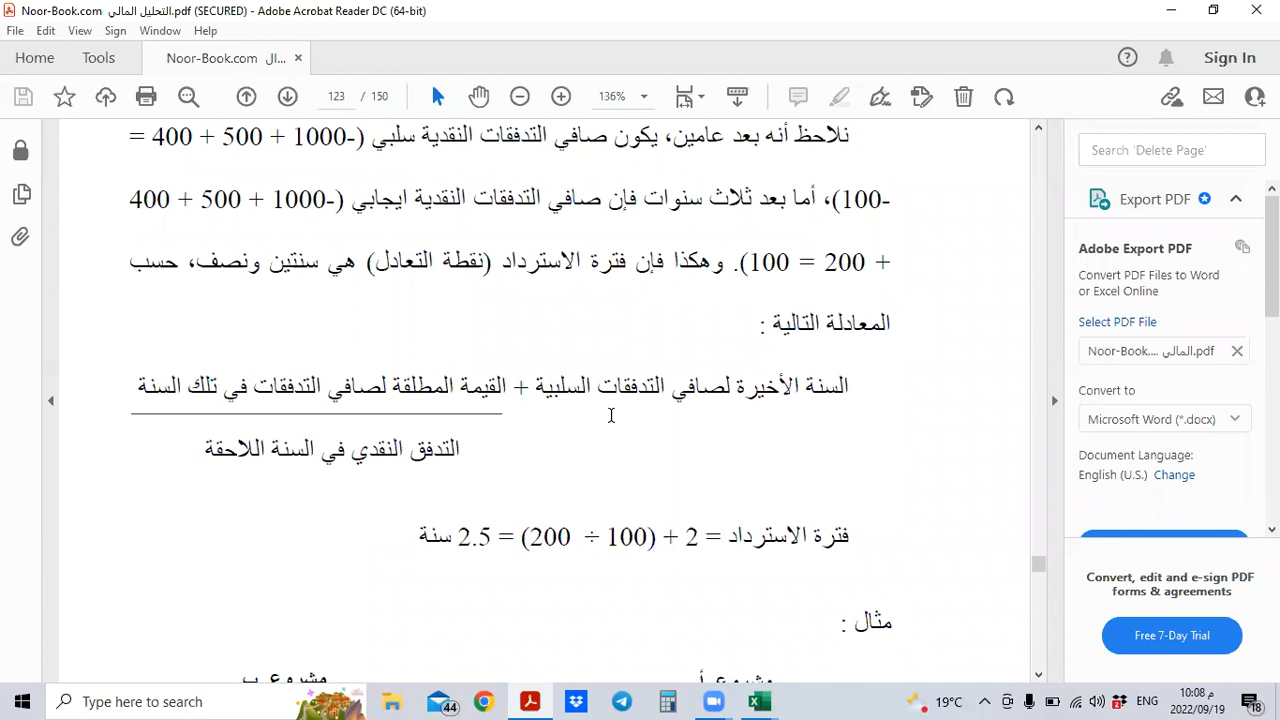 Noor-Book.com التحليل المالي.pdf (SECURED) - Adobe Acrobat Reader DC (64-bit)
File Edit View Sign Window Help
Home Tools Noor-Book.com ال... × Sign In
123 / 150 136%
نلاحظ أنه بعد عامين، يكون صافي التدفقات النقدية سلبي (-1000 + 500 + 400 =
-100)، أما بعد ثلاث سنوات فإن صافي التدفقات النقدية ايجابي (-1000 + 500 + 400
+ 200 = 100). وهكذا فإن فترة الاسترداد (نقطة التعادل) هي سنتين ونصف، حسب
المعادلة التالية :
السنة الأخيرة لصافي التدفقات السلبية + القيمة المطلقة لصافي التدفقات في تلك السنة
التدفق النقدي في السنة اللاحقة
فترة الاسترداد = 2 + (100 ÷ 200) = 2.5 سنة
مثال :
مشروع أ مشروع ب
Search 'Delete Page'
Export PDF
Adobe Export PDF
Convert PDF Files to Word
or Excel Online
Select PDF File
Noor-Book.... المالي.pdf
Convert to
Microsoft Word (*.docx)
Document Language:
English (U.S.) Change
Convert, edit and e-sign PDF
forms & agreements
Free 7-Day Trial
Type here to search
44
19°C
ENG
10:08 م
2022/09/19
18